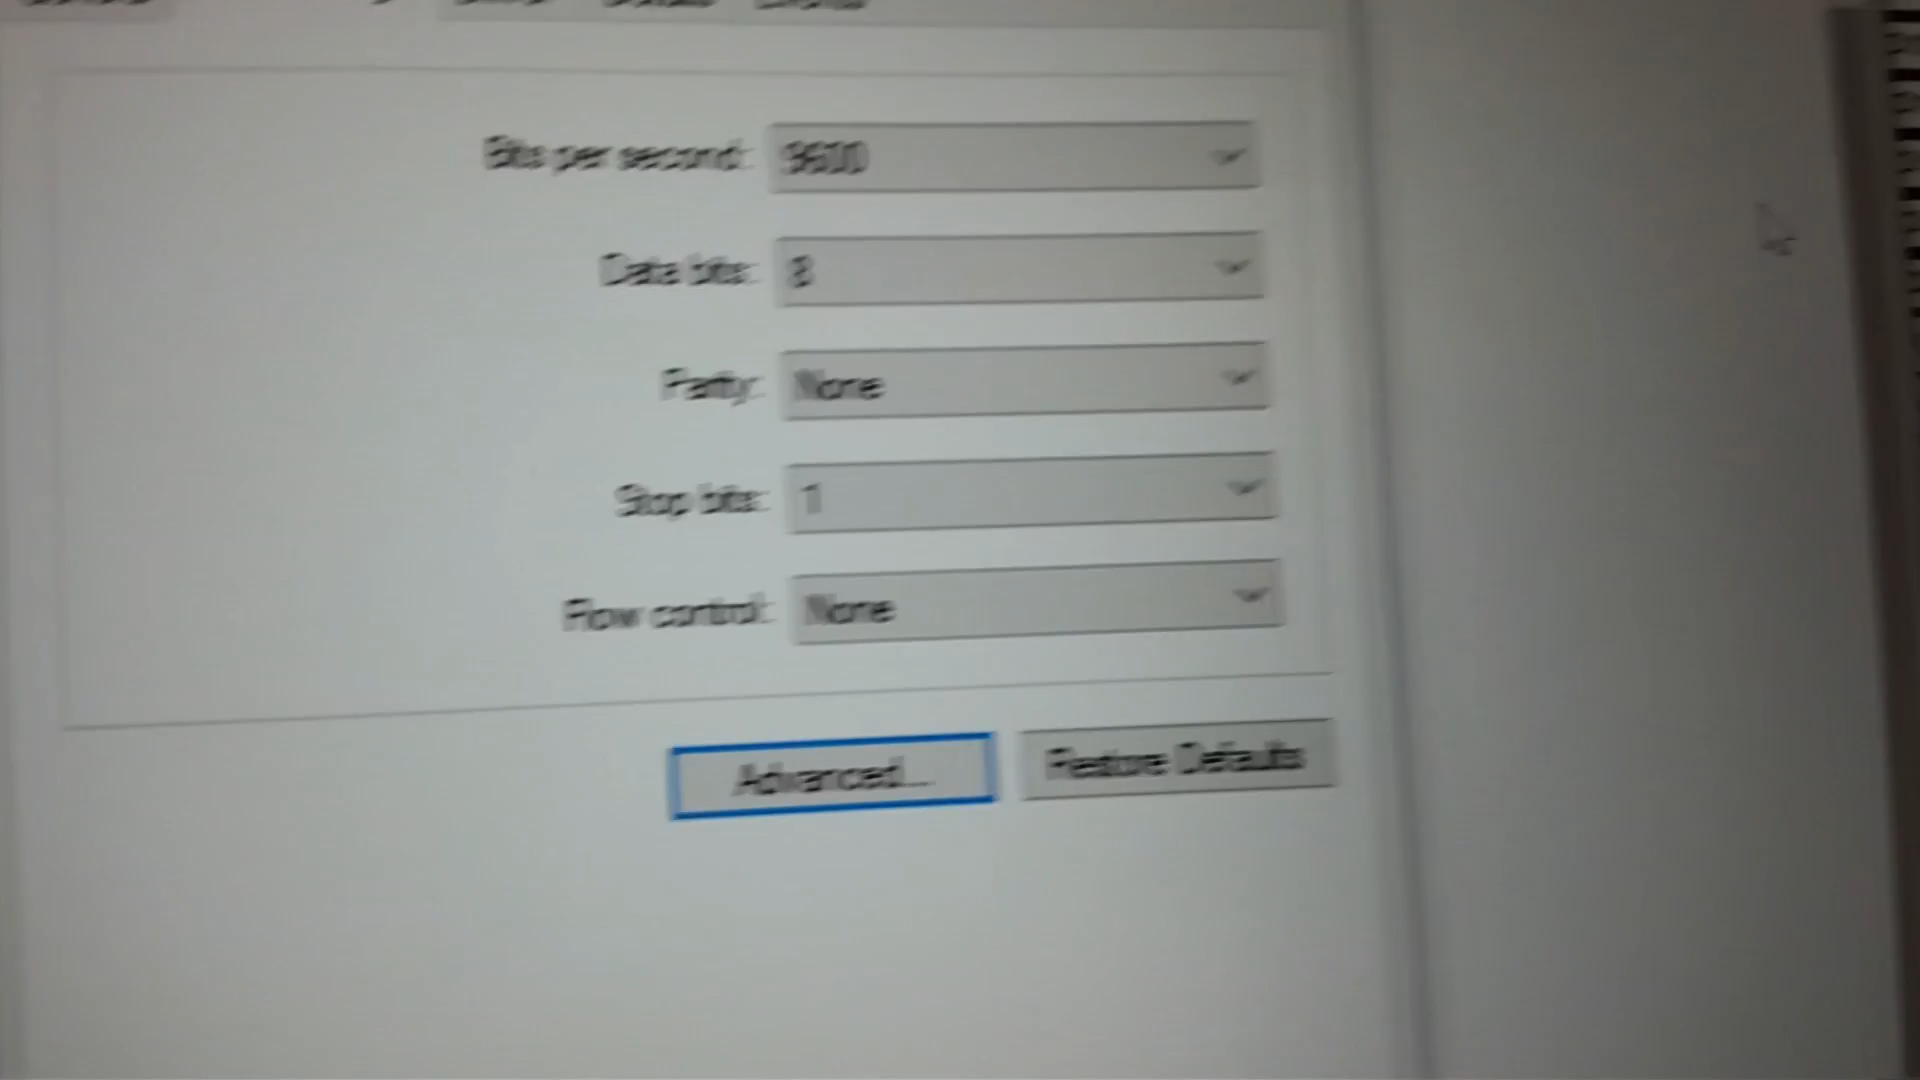 Bits per second: 9600
Data bits: 8
Parity: None
Stop bits: 1
Flow control: None
Advanced... Restore Defaults